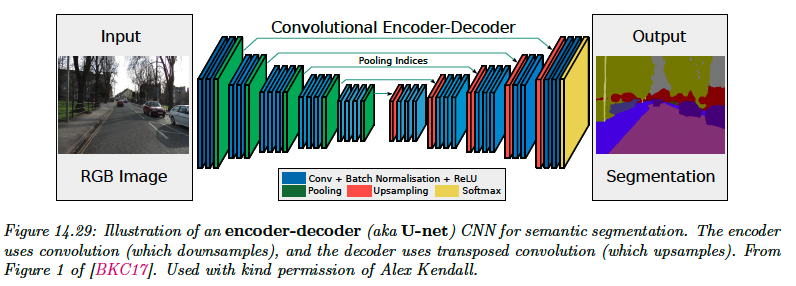 Input
Convolutional Encoder-Decoder
Output
Pooling Indices
RGB Image
Conv + Batch Normalisation + ReLU
Pooling Upsampling Softmax
Segmentation
Figure 14.29: Illustration of an encoder-decoder (aka U-net) CNN for semantic segmentation. The encoder
uses convolution (which downsamples), and the decoder uses transposed convolution (which upsamples). From
Figure 1 of [BKC17]. Used with kind permission of Alex Kendall.